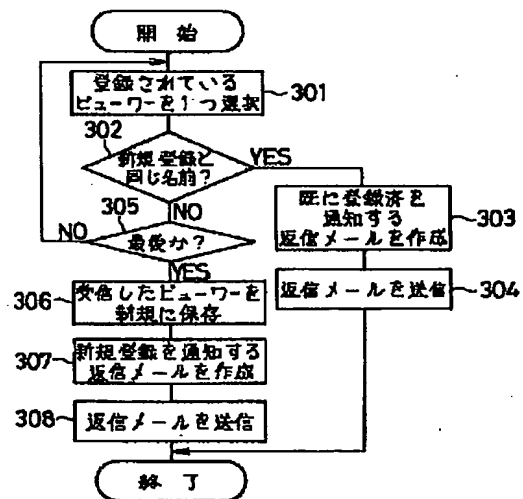 開始
登録されている
ビューワーを1つ選択
301
302
新規登録と
同じ名前?
YES
NO
305
NO
最後か?
YES
既に登録済を
通知する
返信メールを作成
303
返信メールを送信
304
306
受信したビューワーを
新規に保存
307
新規登録を通知する
返信メールを作成
308
返信メールを送信
終了